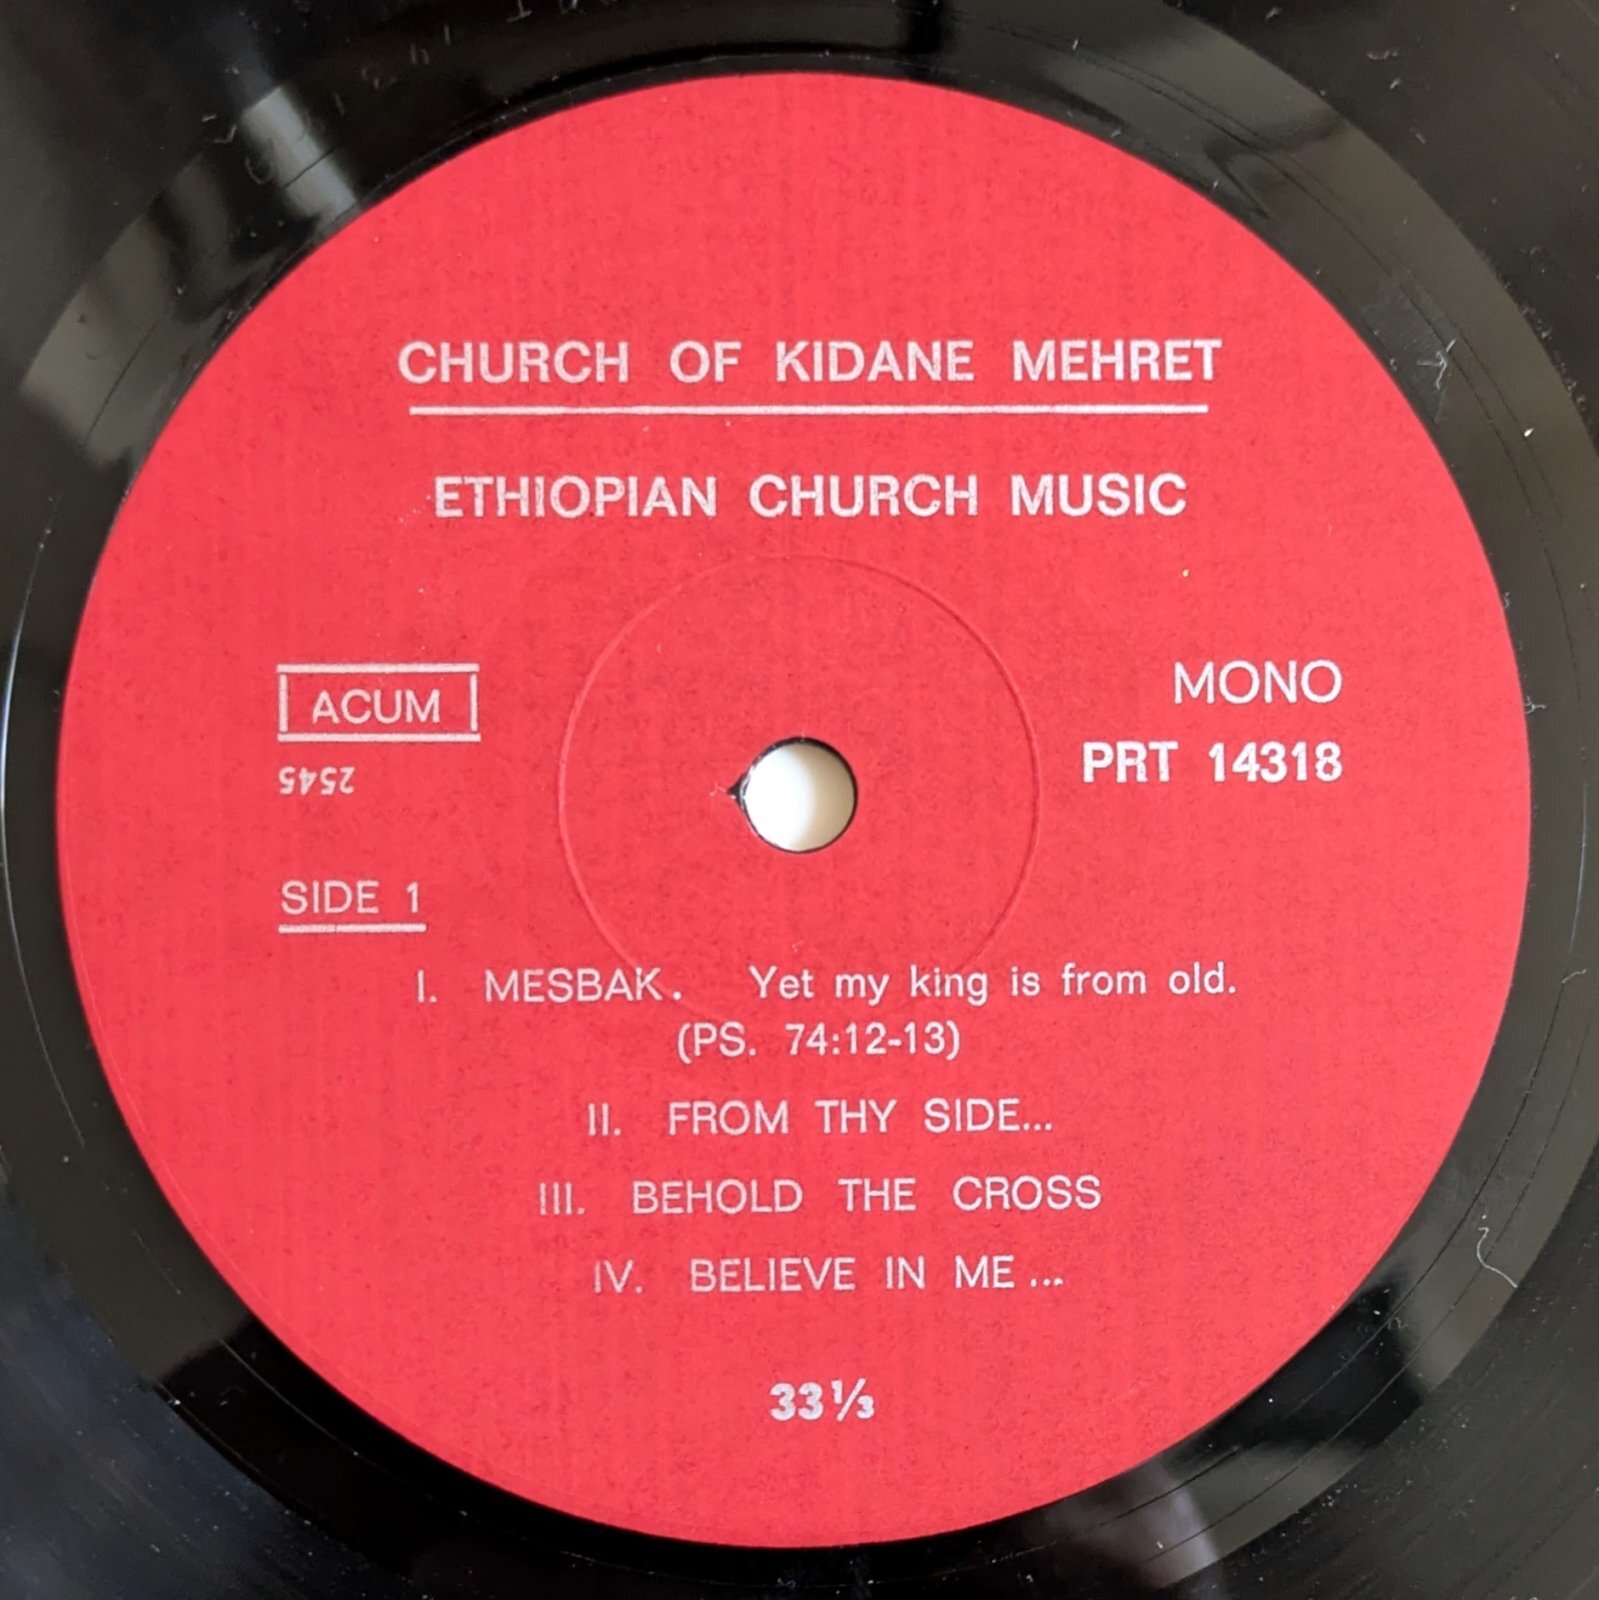 CHURCH OF KIDANE MEHRET
ETHIOPIAN CHURCH MUSIC
ACUM
2545
MONO
PRT 14318
SIDE 1
I. MESBAK. Yet my king is from old.
(PS. 74:12-13)
II. FROM THY SIDE...
III. BEHOLD THE CROSS
IV. BELIEVE IN ME ...
33⅓